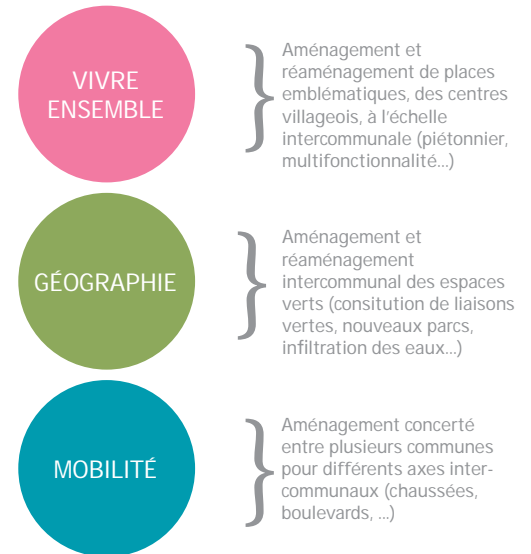 VIVRE
ENSEMBLE
Aménagement et
réaménagement de places
emblématiques, des centres
villageois, à l'échelle
intercommunale (piétonnier,
multifonctionnalité...)
GÉOGRAPHIE
Aménagement et
réaménagement
intercommunal des espaces
verts (consitution de liaisons
vertes, nouveaux parcs,
infiltration des eaux...)
MOBILITÉ
Aménagement concerté
entre plusieurs communes
pour différents axes inter-
communaux (chaussées,
boulevards, ...)